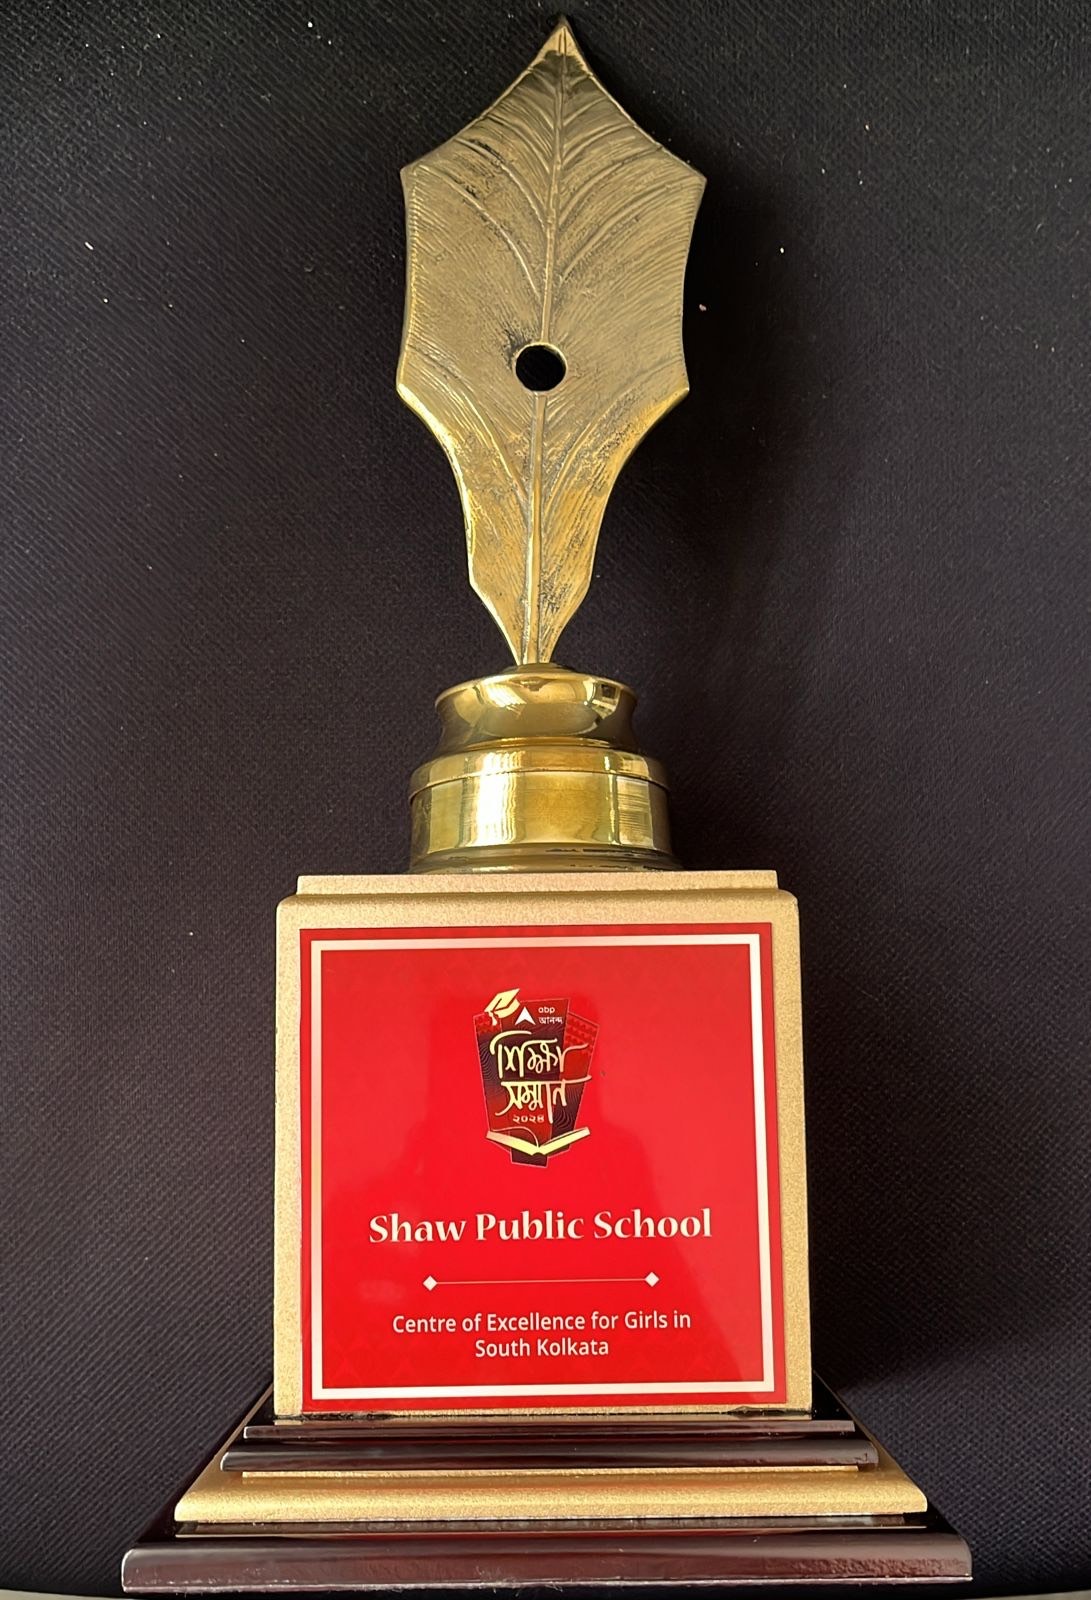 abp
আনন্দ
শিক্ষা
সম্মান
২০২৪
Shaw Public School
Centre of Excellence for Girls in
South Kolkata